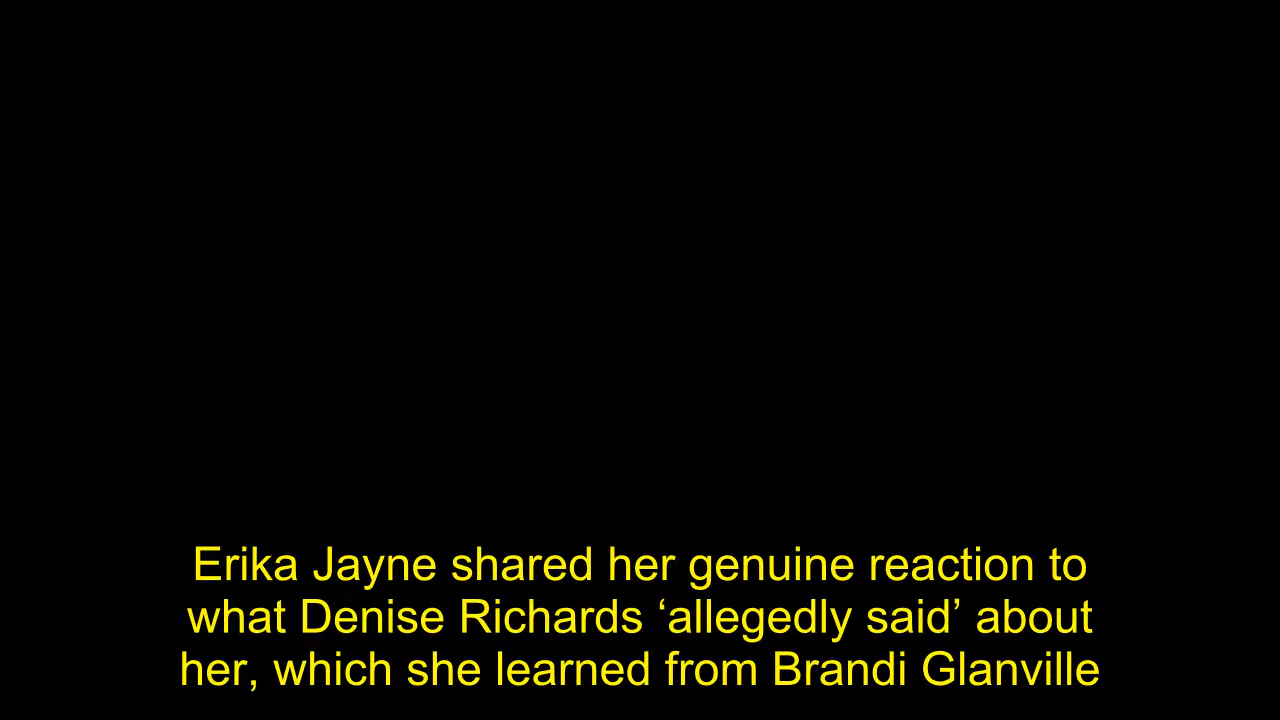 Erika Jayne shared her genuine reaction to
what Denise Richards ‘allegedly said’ about
her, which she learned from Brandi Glanville